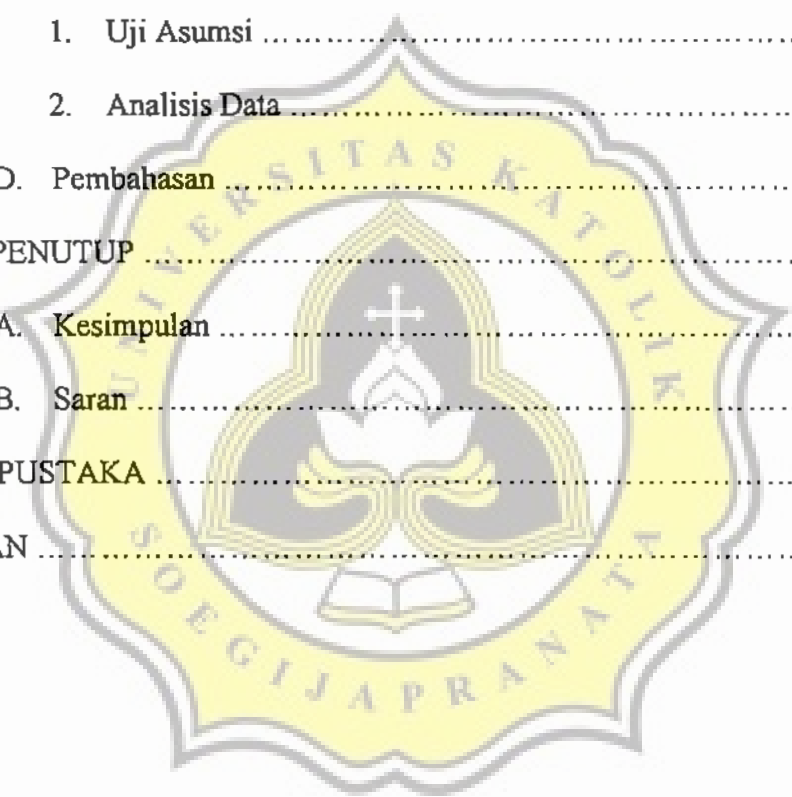 1. Uji Asumsi ..............................................................
2. Analisis Data ..............................................................
D. Pembahasan ..............................................................
PENUTUP ..............................................................
A. Kesimpulan ..............................................................
B. Saran ..............................................................
PUSTAKA ..............................................................
AN ..............................................................
UNIVERSITAS KATOLIK
SOEGIJAPRANATA